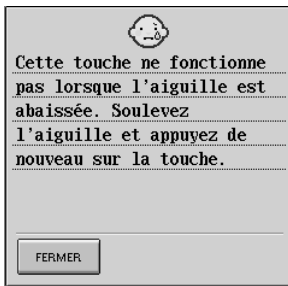 Cette touche ne fonctionne
pas lorsque l'aiguille est
abaissée. Soulevez
l'aiguille et appuyez de
nouveau sur la touche.
FERMER